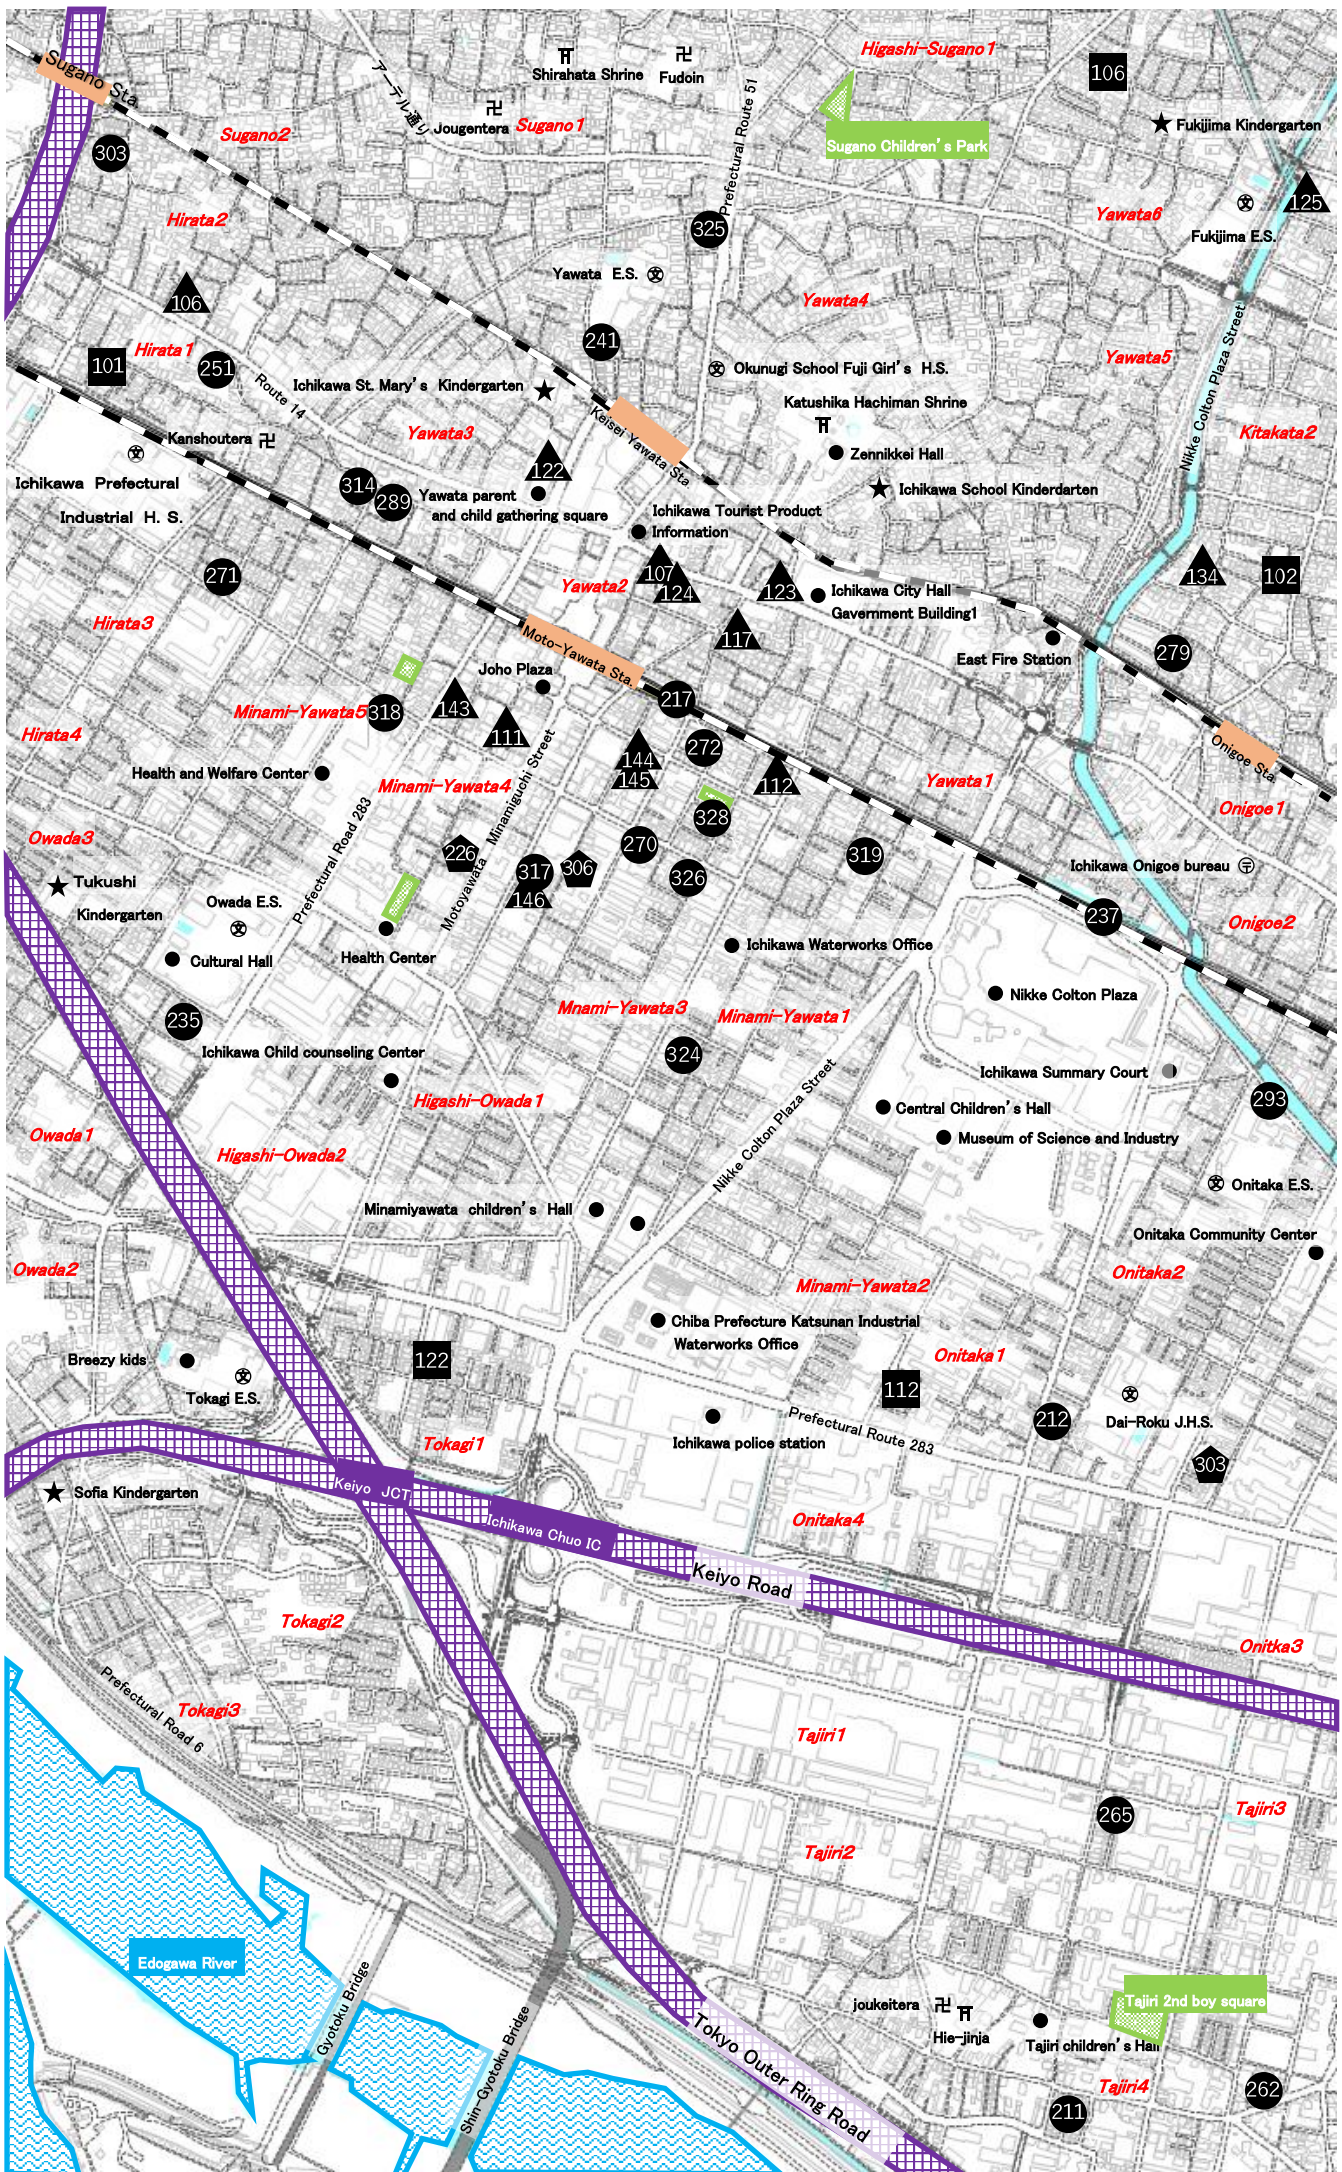 Sugano Sta.
アーデル通り
Shirahata Shrine
Fudoin
Higashi-Sugano1
106
Prefectural Route 51
Jougentera
Sugano1
Sugano2
Sugano Children's Park
Fukijima Kindergarten
303
125
Hirata2
325
Yawata6
Fukijima E.S.
Yawata E.S.
106
Yawata4
Hirata1
241
Yawata5
101
251
Okunugi School Fuji Girl's H.S.
Nikke Colton Plaza Street
Route 14
Ichikawa St. Mary's Kindergarten
Katushika Hachiman Shrine
Keisei Yawata Sta
Kanshoutera
Yawata3
Kitakata2
Zennikkei Hall
122
Ichikawa Prefectural
Industrial H. S.
314
289
Yawata parent
and child gathering square
Ichikawa School Kinderdarten
Ichikawa Tourist Product
Information
271
107
124
123
134
102
Yawata2
Ichikawa City Hall
Gavernment Building1
Hirata3
117
Moto-Yawata Sta.
East Fire Station
279
Joho Plaza
Minami-Yawata5
318
143
111
217
Hirata4
144
145
272
112
Onigoe Sta.
Health and Welfare Center
Minami-Yawata4
Motoyawata Minamiguchi Street
Yawata1
Onigoe1
Prefectural Road 283
328
Owada3
226
270
319
Ichikawa Onigoe bureau
Tukushi
Kindergarten
317
306
326
146
Owada E.S.
237
Onigoe2
Cultural Hall
Health Center
Ichikawa Waterworks Office
Nikke Colton Plaza
235
Mnami-Yawata3
Minami-Yawata1
Ichikawa Child counseling Center
324
Ichikawa Summary Court
Higashi-Owada1
Nikke Colton Plaza Street
Central Children's Hall
293
Owada1
Museum of Science and Industry
Higashi-Owada2
Onitaka E.S.
Minamiyawata children's Hall
Onitaka Community Center
Owada2
Onitaka2
Minami-Yawata2
Chiba Prefecture Katsunan Industrial
Waterworks Office
Breezy kids
122
Onitaka1
112
Tokagi E.S.
Dai-Roku J.H.S.
212
Prefectural Route 283
Tokagi1
Ichikawa police station
303
Keiyo JCT
Sofia Kindergarten
Ichikawa Chuo IC
Onitaka4
Keiyo Road
Tokagi2
Onitka3
Prefectural Road 6
Tokagi3
Tajiri1
265
Tajiri3
Tajiri2
Edogawa River
Gyotoku Bridge
Shin-Gyotoku Bridge
Tajiri 2nd boy square
joukeitera
Hie-jinja
Tajiri children's Hall
Tokyo Outer Ring Road
Tajiri4
262
211